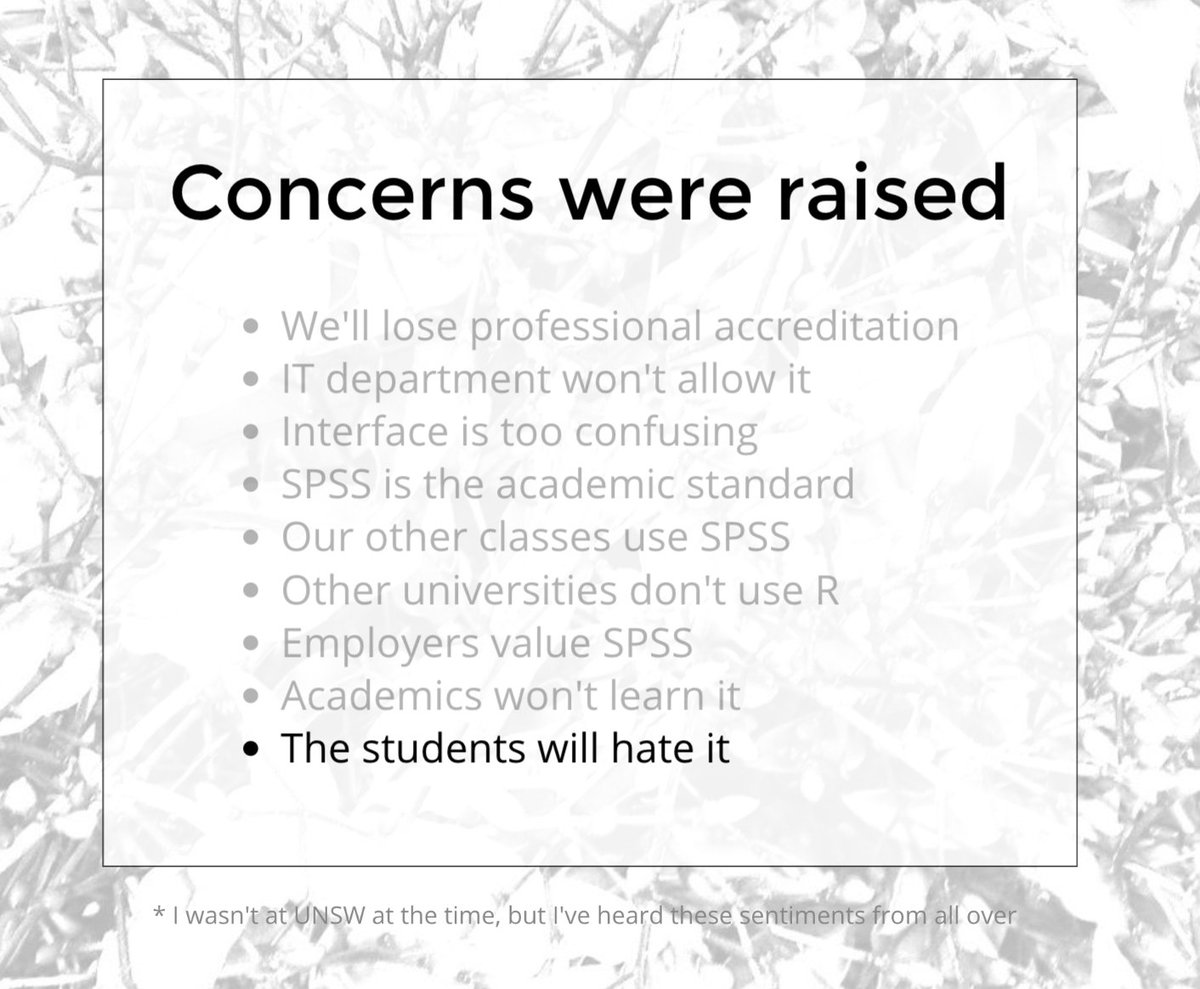 Concerns were raised
• We'll lose professional accreditation
• IT department won't allow it
• Interface is too confusing
• SPSS is the academic standard
• Our other classes use SPSS
• Other universities don't use R
• Employers value SPSS
• Academics won't learn it
• The students will hate it
* I wasn't at UNSW at the time, but I've heard these sentiments from all over